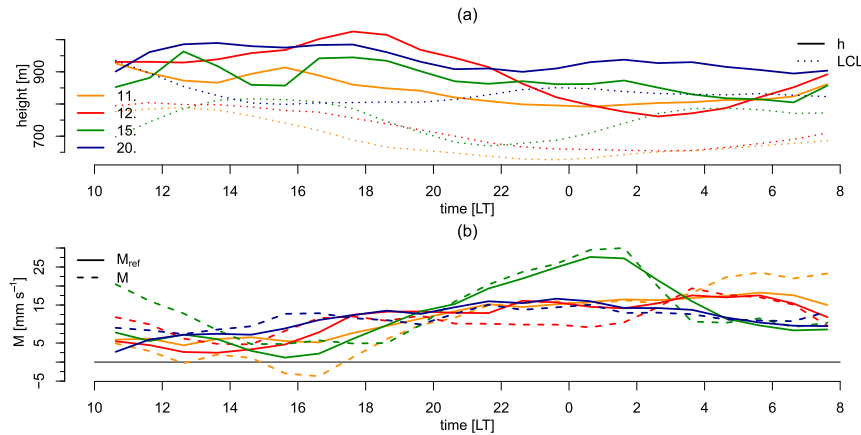 (a)
height [m]
900
700
h
LCL
11.
12.
15.
20.
10 12 14 16 18 20 22 0 2 4 6 8
time [LT]
(b)
M [mm s⁻¹]
25
15
5
−5
M_ref
M
10 12 14 16 18 20 22 0 2 4 6 8
time [LT]